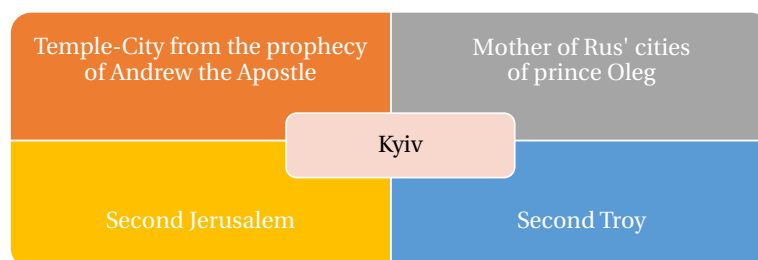 Temple-City from the prophecy
of Andrew the Apostle
Mother of Rus' cities
of prince Oleg
Kyiv
Second Jerusalem
Second Troy